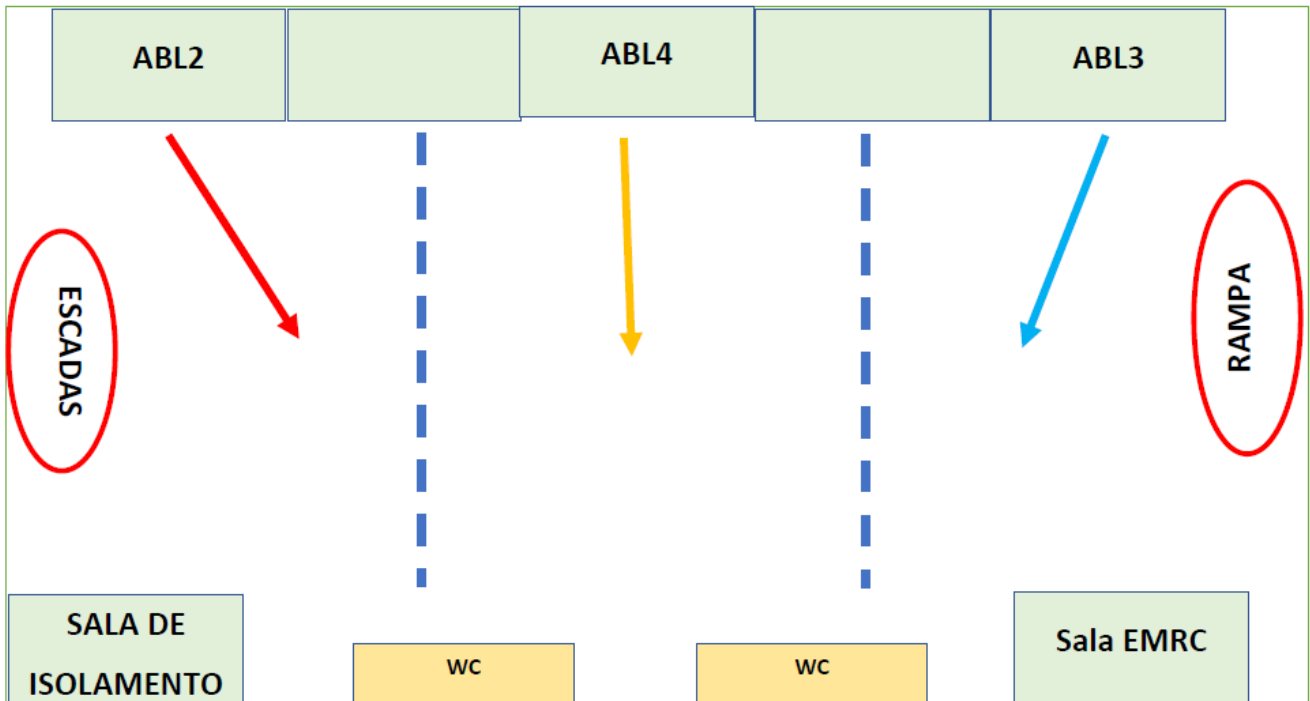 ABL2
ABL4
ABL3
ESCADAS
RAMPA
SALA DE
ISOLAMENTO
WC
WC
Sala EMRC